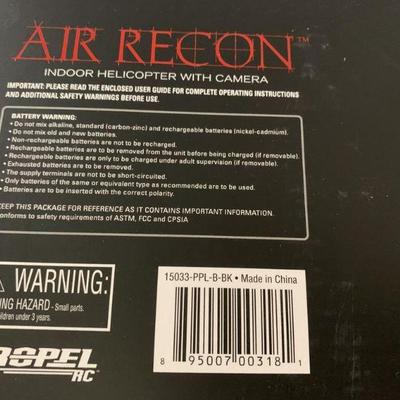 AIR RECON™
INDOOR HELICOPTER WITH CAMERA
IMPORTANT: PLEASE READ THE ENCLOSED USER GUIDE FOR COMPLETE OPERATING INSTRUCTIONS
AND ADDITIONAL SAFETY WARNINGS BEFORE USE.
BATTERY WARNING:
• Do not mix alkaline, standard (carbon-zinc) and rechargeable batteries (nickel-cadmium).
• Do not mix old and new batteries.
• Non-rechargeable batteries are not to be recharged.
• Rechargeable batteries are to be removed from the unit before being charged (if removable).
• Rechargeable batteries are only to be charged under adult supervision (if removable).
• Exhausted batteries are to be removed.
• The supply terminals are not to be short-circuited.
• Only batteries of the same or equivalent type as recommended are to be used.
• Batteries are to be inserted with the correct polarity.
KEEP THIS PACKAGE FOR REFERENCE AS IT CONTAINS IMPORTANT INFORMATION.
onforms to safety requirements of ASTM, FCC and CPSIA
WARNING:
ING HAZARD - Small parts.
hildren under 3 years.
15033-PPL-B-BK • Made in China
8 95007 00318 1
ROPEL
RC